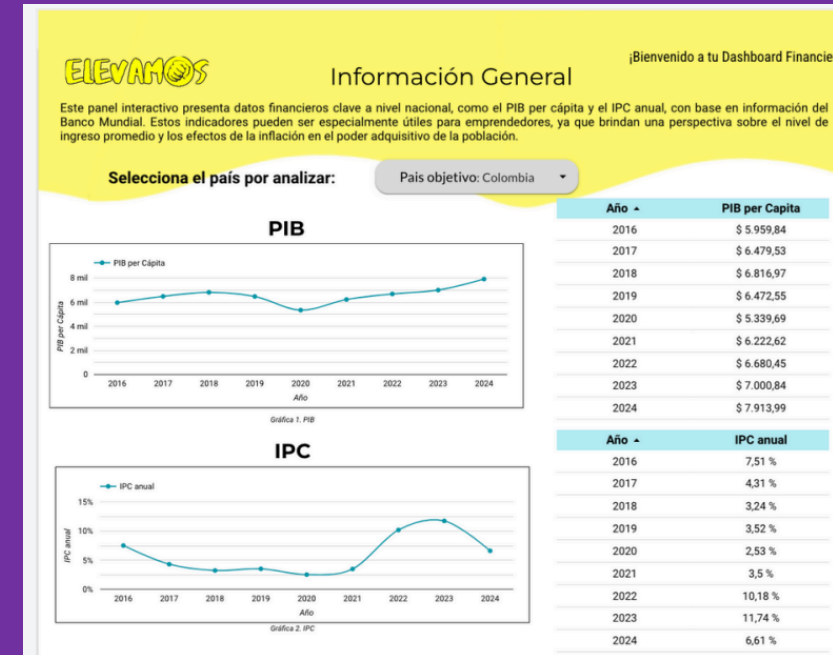 ELEVAMOS
Información General
¡Bienvenido a tu Dashboard Financie
Este panel interactivo presenta datos financieros clave a nivel nacional, como el PIB per cápita y el IPC anual, con base en información del
Banco Mundial. Estos indicadores pueden ser especialmente útiles para emprendedores, ya que brindan una perspectiva sobre el nivel de
ingreso promedio y los efectos de la inflación en el poder adquisitivo de la población.
Selecciona el país por analizar:
Pais objetivo: Colombia
PIB
PIB per Cápita
8 mil
6 mil
4 mil
2 mil
0
PIB per Cápita
2016 2017 2018 2019 2020 2021 2022 2023 2024
Año
Gráfica 1. PIB
IPC
IPC anual
15%
10%
5%
0%
IPC anual
2016 2017 2018 2019 2020 2021 2022 2023 2024
Año
Gráfica 2. IPC
Año PIB per Capita
2016 $ 5.959,84
2017 $ 6.479,53
2018 $ 6.816,97
2019 $ 6.472,55
2020 $ 5.339,69
2021 $ 6.222,62
2022 $ 6.680,45
2023 $ 7.000,84
2024 $ 7.913,99
Año IPC anual
2016 7,51 %
2017 4,31 %
2018 3,24 %
2019 3,52 %
2020 2,53 %
2021 3,5 %
2022 10,18 %
2023 11,74 %
2024 6,61 %